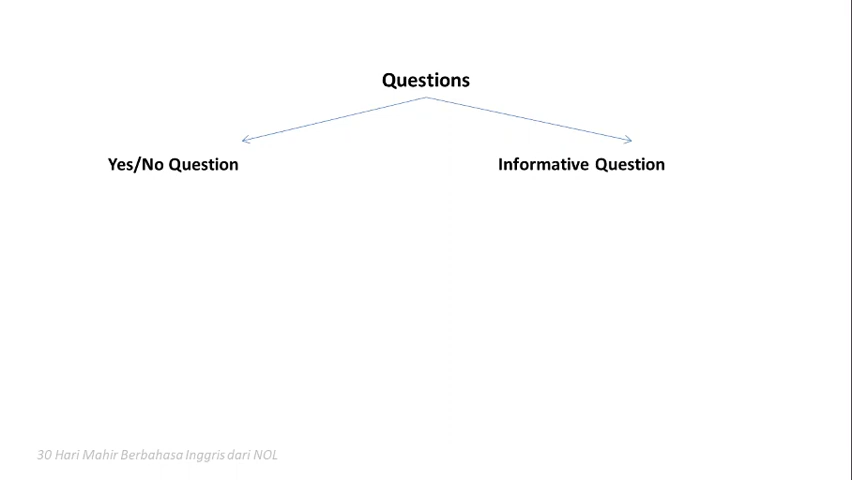 Questions
Yes/No Question
Informative Question
30 Hari Mahir Berbahasa Inggris dari NOL